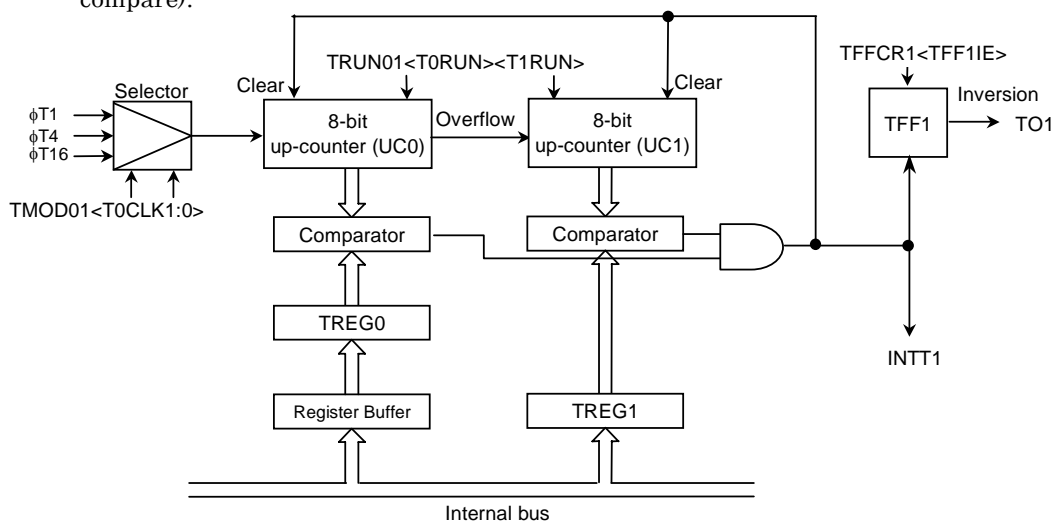 compare).
TRUN01<T0RUN><T1RUN>
TFFCR1<TFF1IE>
Clear
Clear
Selector
Inversion
ϕT1
ϕT4
ϕT16
8-bit
up-counter (UC0)
Overflow
8-bit
up-counter (UC1)
TFF1
TO1
TMOD01<T0CLK1:0>
Comparator
Comparator
TREG0
INTT1
Register Buffer
TREG1
Internal bus